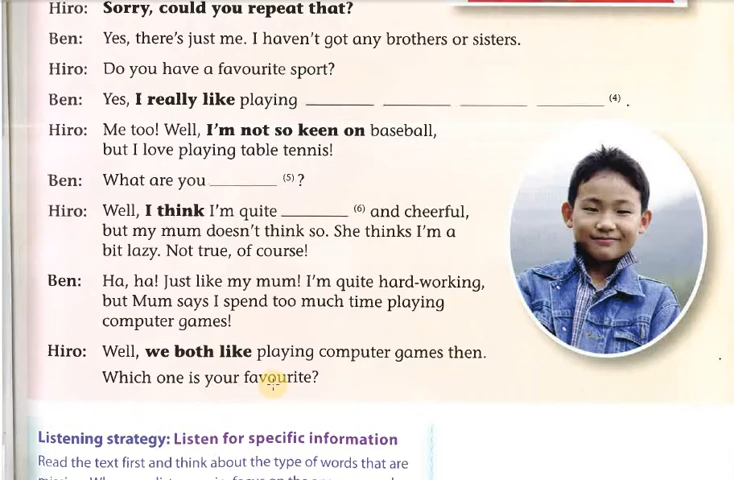 Hiro: Sorry, could you repeat that?
Ben: Yes, there's just me. I haven't got any brothers or sisters.
Hiro: Do you have a favourite sport?
Ben: Yes, I really like playing ________ ________ ________ ________ (4) .
Hiro: Me too! Well, I'm not so keen on baseball,
but I love playing table tennis!
Ben: What are you ________ (5) ?
Hiro: Well, I think I'm quite ________ (6) and cheerful,
but my mum doesn't think so. She thinks I'm a
bit lazy. Not true, of course!
Ben: Ha, ha! Just like my mum! I'm quite hard-working,
but Mum says I spend too much time playing
computer games!
Hiro: Well, we both like playing computer games then.
Which one is your favourite?
Listening strategy: Listen for specific information
Read the text first and think about the type of words that are